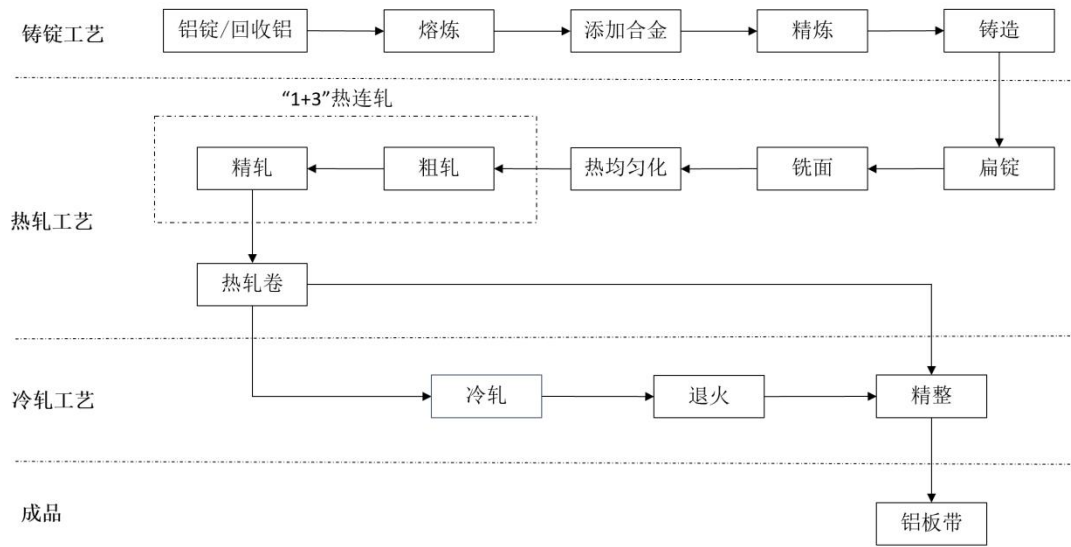 铸锭工艺
铝锭/回收铝
熔炼
添加合金
精炼
铸造
“1+3”热连轧
热轧工艺
精轧
粗轧
热均匀化
铣面
扁锭
热轧卷
冷轧工艺
冷轧
退火
精整
成品
铝板带